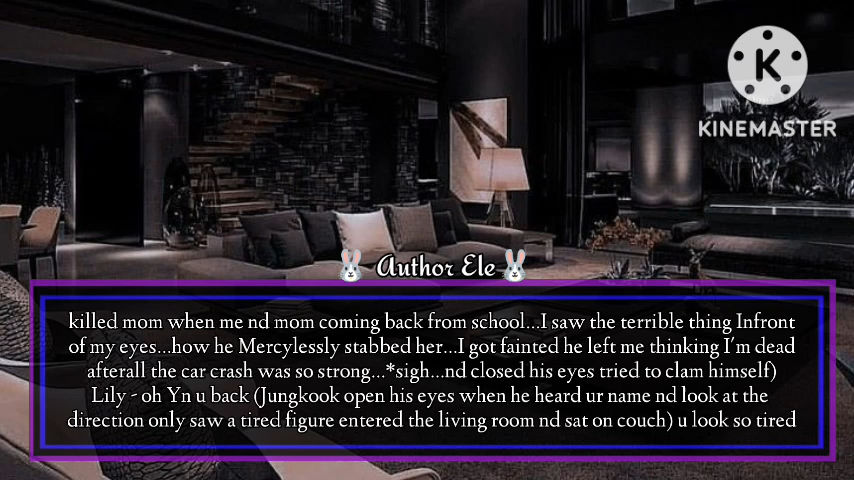 K
KINEMASTER
Author Ele
killed mom when me nd mom coming back from school...I saw the terrible thing Infront
of my eyes...how he Mercylessly stabbed her...I got fainted he left me thinking I'm dead
afterall the car crash was so strong...*sigh...nd closed his eyes tried to clam himself)
Lily - oh Yn u back (Jungkook open his eyes when he heard ur name nd look at the
direction only saw a tired figure entered the living room nd sat on couch) u look so tired